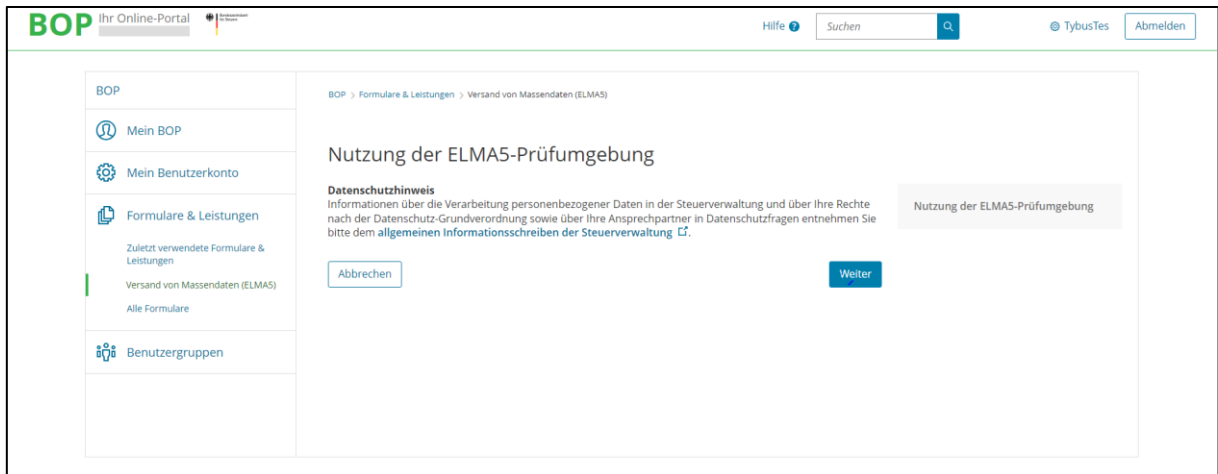 BOP Ihr Online-Portal
Bundeszentralamt
für Steuern
Hilfe ?
Suchen
TybusTes
Abmelden
BOP
Mein BOP
Mein Benutzerkonto
Formulare & Leistungen
Zuletzt verwendete Formulare &
Leistungen
Versand von Massendaten (ELMA5)
Alle Formulare
Benutzergruppen
BOP > Formulare & Leistungen > Versand von Massendaten (ELMA5)
Nutzung der ELMA5-Prüfumgebung
Datenschutzhinweis
Informationen über die Verarbeitung personenbezogener Daten in der Steuerverwaltung und über Ihre Rechte
nach der Datenschutz-Grundverordnung sowie über Ihre Ansprechpartner in Datenschutzfragen entnehmen Sie
bitte dem allgemeinen Informationsschreiben der Steuerverwaltung.
Abbrechen
Weiter
Nutzung der ELMA5-Prüfumgebung